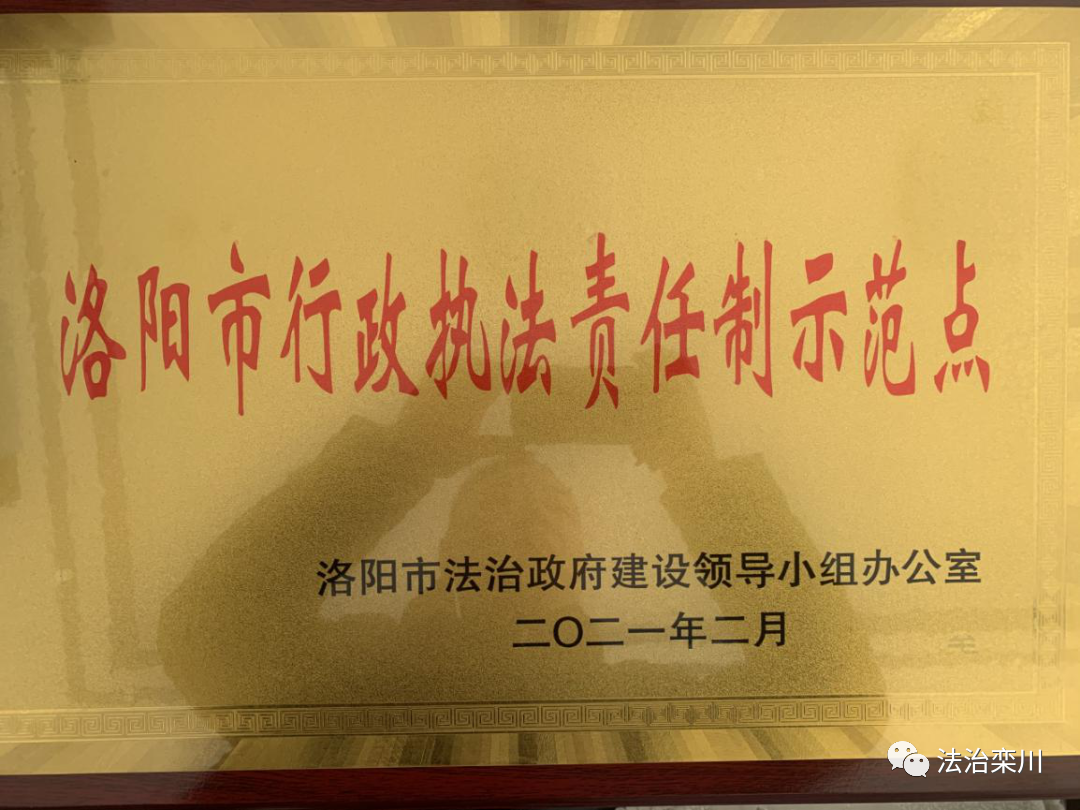 洛阳市行政执法责任制示范点
洛阳市法治政府建设领导小组办公室
二〇二一年二月
法治栾川